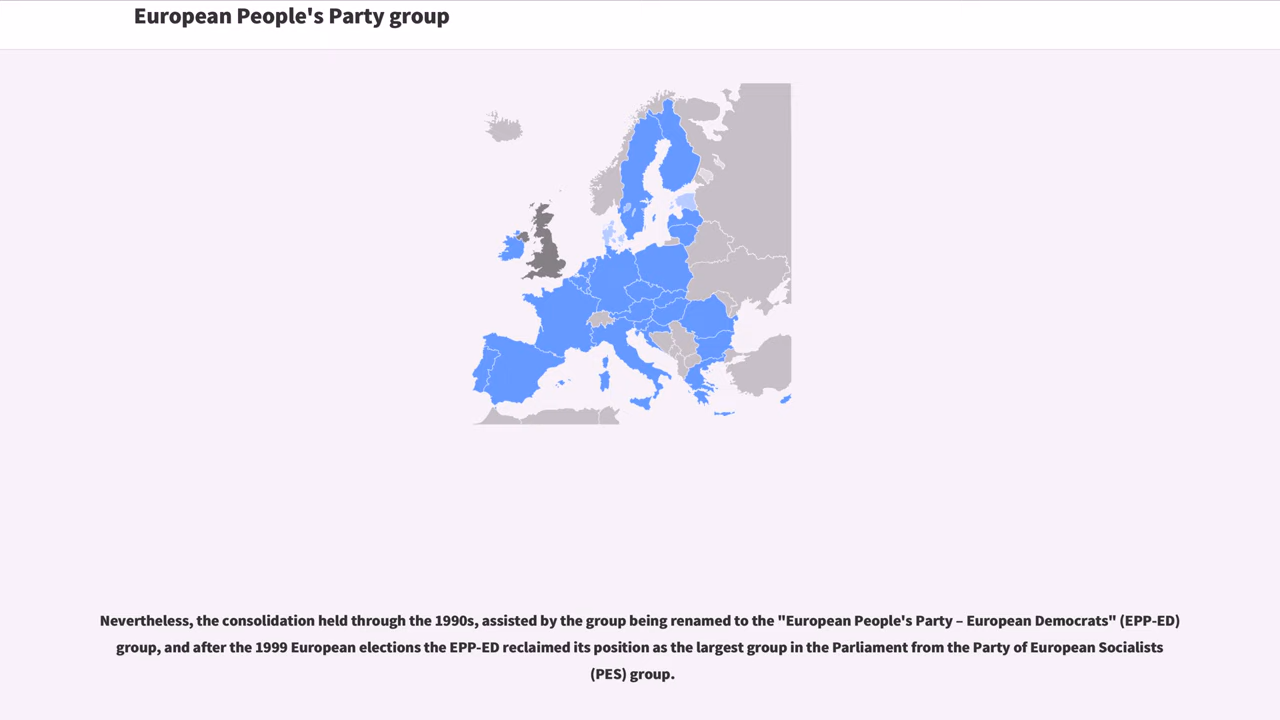 European People's Party group
Nevertheless, the consolidation held through the 1990s, assisted by the group being renamed to the "European People's Party – European Democrats" (EPP-ED)
group, and after the 1999 European elections the EPP-ED reclaimed its position as the largest group in the Parliament from the Party of European Socialists
(PES) group.